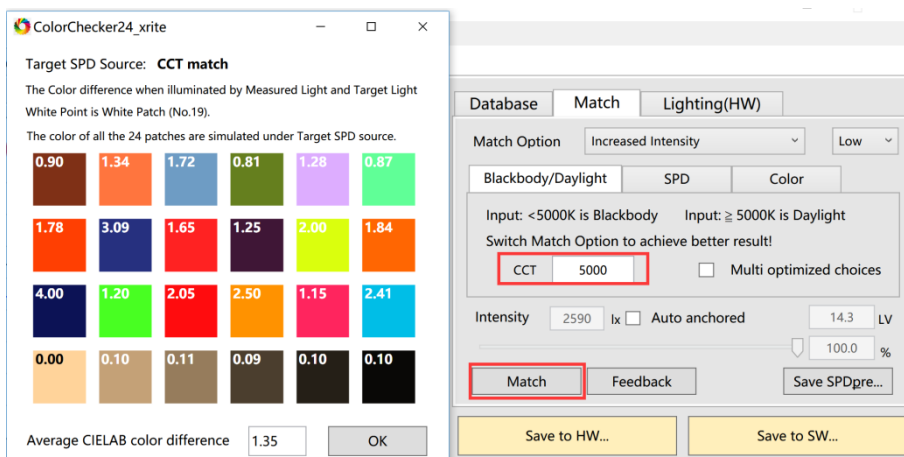 ColorChecker24_xrite
Target SPD Source: CCT match
The Color difference when illuminated by Measured Light and Target Light
White Point is White Patch (No.19).
The color of all the 24 patches are simulated under Target SPD source.
0.90 1.34 1.72 0.81 1.28 0.87
1.78 3.09 1.65 1.25 2.00 1.84
4.00 1.20 2.05 2.50 1.15 2.41
0.00 0.10 0.11 0.09 0.10 0.10
Average CIELAB color difference 1.35 OK
Database Match Lighting(HW)
Match Option Increased Intensity Low
Blackbody/Daylight SPD Color
Input: <5000K is Blackbody Input: ≧ 5000K is Daylight
Switch Match Option to achieve better result!
CCT 5000 Multi optimized choices
Intensity 2590 lx Auto anchored 14.3 LV
100.0 %
Match Feedback Save SPDpre...
Save to HW... Save to SW...